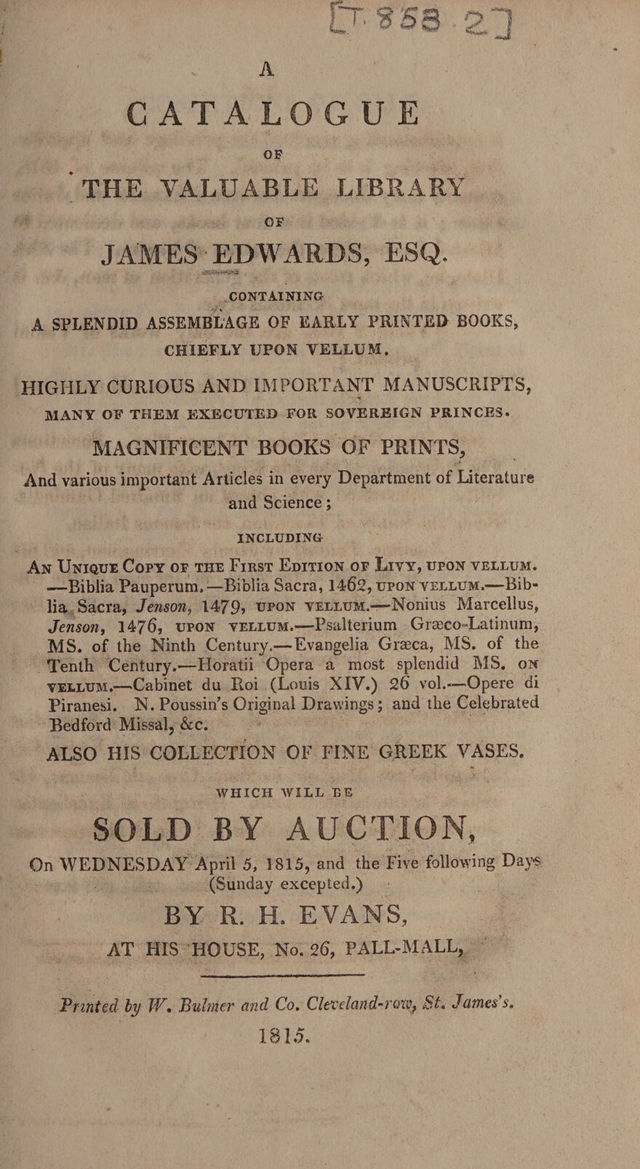 [T. 858. 2]
A
CATALOGUE
OF
THE VALUABLE LIBRARY
OF
JAMES EDWARDS, ESQ.
CONTAINING
A SPLENDID ASSEMBLAGE OF EARLY PRINTED BOOKS,
CHIEFLY UPON VELLUM.
HIGHLY CURIOUS AND IMPORTANT MANUSCRIPTS,
MANY OF THEM EXECUTED FOR SOVEREIGN PRINCES.
MAGNIFICENT BOOKS OF PRINTS,
And various important Articles in every Department of Literature
and Science;
INCLUDING
AN UNIQUE COPY OF THE FIRST EDITION OF LIVY, UPON VELLUM.
—Biblia Pauperum.—Biblia Sacra, 1462, UPON VELLUM.—Bib-
lia Sacra, Jenson, 1479, UPON VELLUM.—Nonius Marcellus,
Jenson, 1476, UPON VELLUM.—Psalterium Græco-Latinum,
MS. of the Ninth Century.—Evangelia Græca, MS. of the
Tenth Century.—Horatii Opera a most splendid MS. ON
VELLUM.—Cabinet du Roi (Louis XIV.) 26 vol.—Opere di
Piranesi. N. Poussin's Original Drawings; and the Celebrated
Bedford Missal, &c.
ALSO HIS COLLECTION OF FINE GREEK VASES.
WHICH WILL BE
SOLD BY AUCTION,
On WEDNESDAY April 5, 1815, and the Five following Days
(Sunday excepted.)
BY R. H. EVANS,
AT HIS HOUSE, No. 26, PALL-MALL,
Printed by W. Bulmer and Co. Cleveland-row, St. James's.
1815.